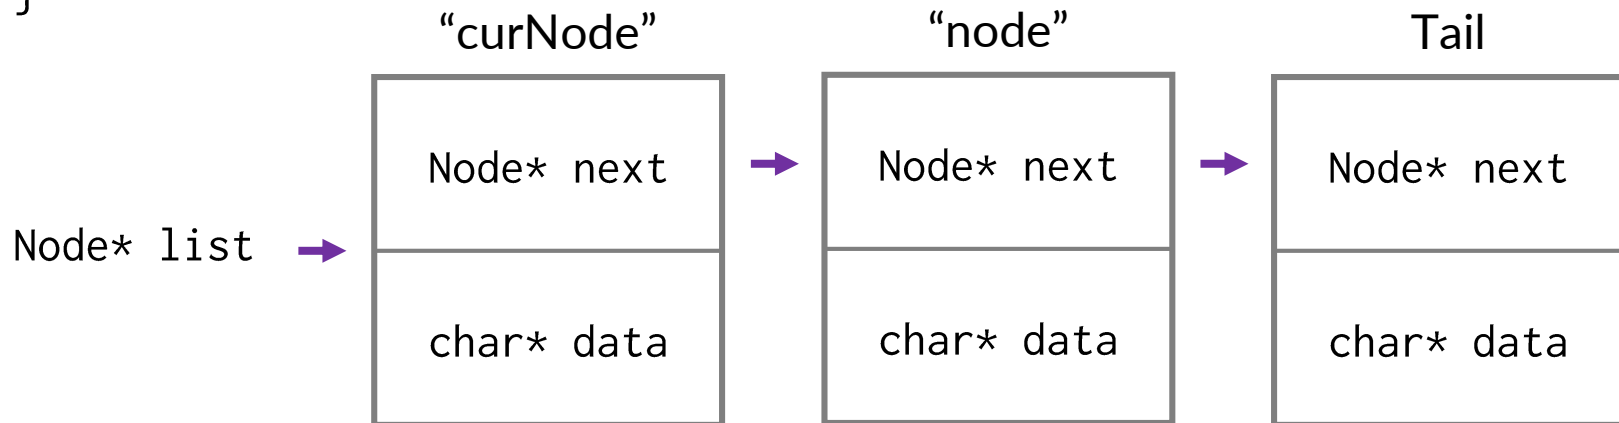 }
“curNode” “node” Tail
Node* next Node* next Node* next
Node* list
char* data char* data char* data